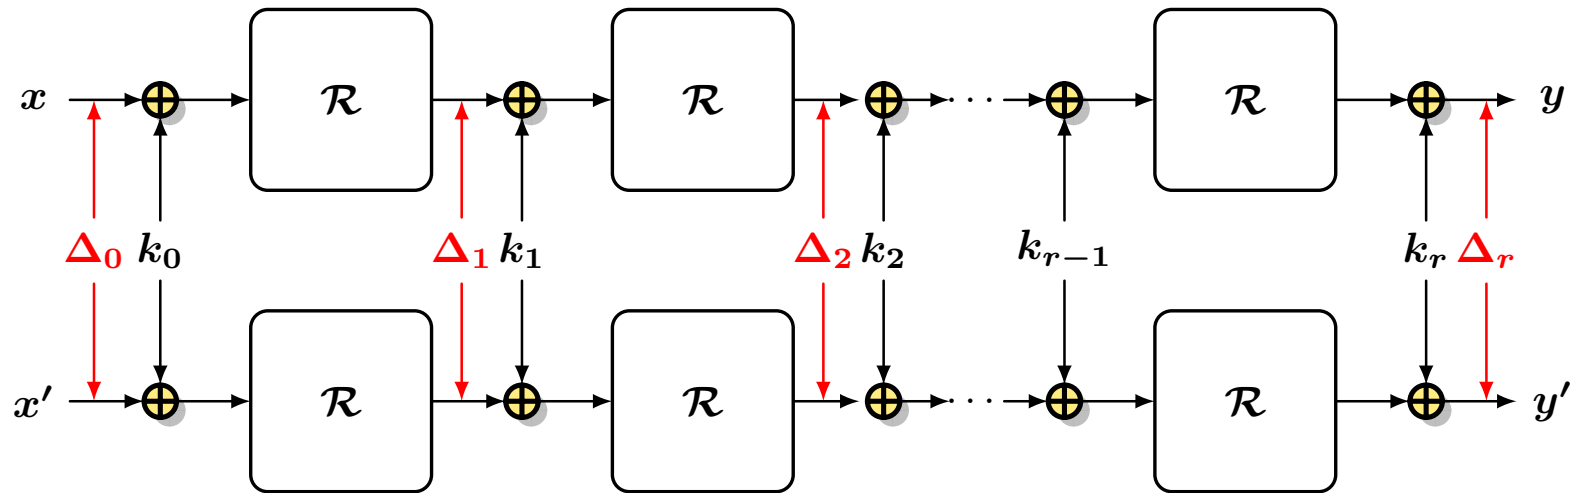 x R R ··· R y
Δ₀ k₀ Δ₁ k₁ Δ₂ k₂ kᵣ₋₁ kᵣ Δᵣ
x′ R R ··· R y′